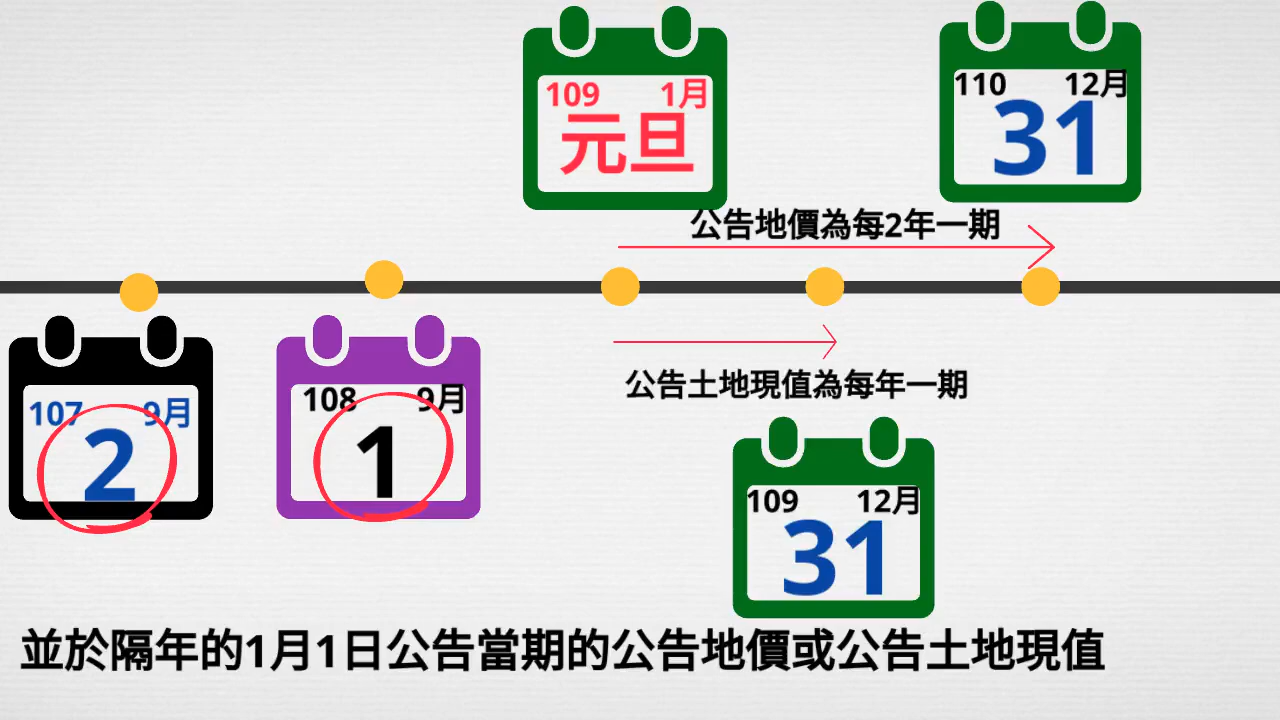 109 1月
元旦
110 12月
31
公告地價為每2年一期
107 9月
2
108 9月
1
公告土地現值為每年一期
109 12月
31
並於隔年的1月1日公告當期的公告地價或公告土地現值